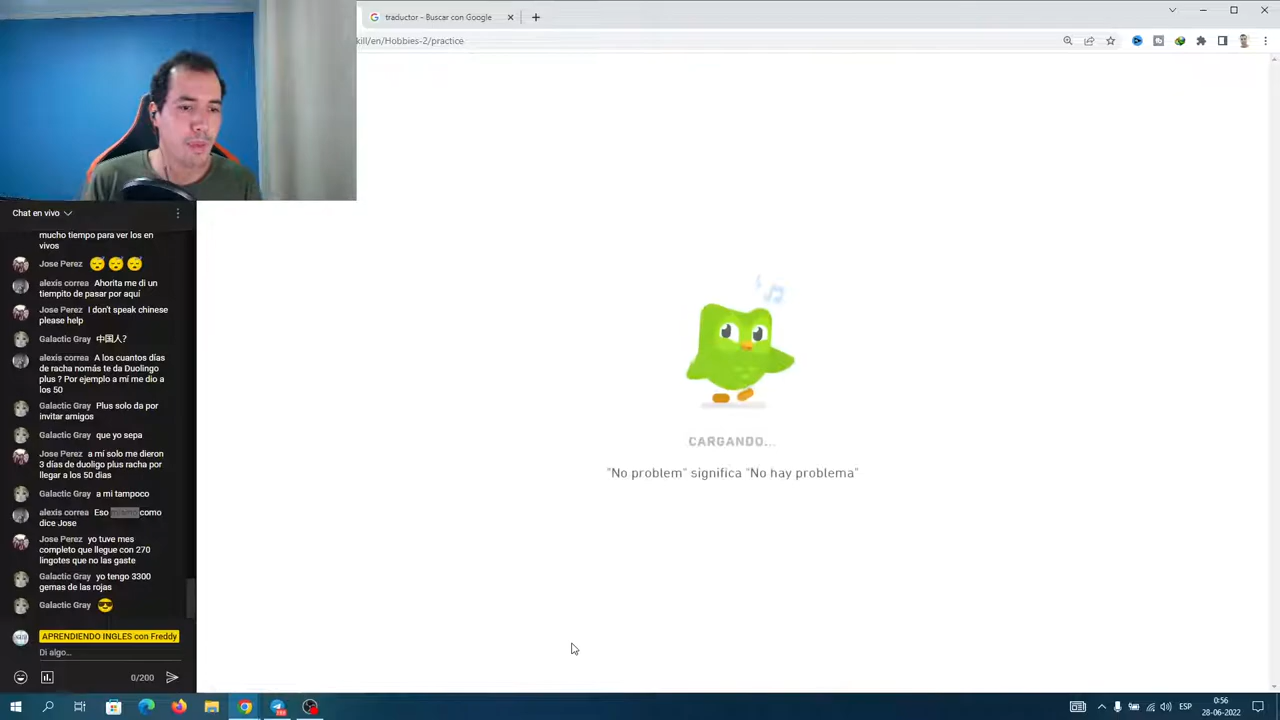 traductor - Buscar con Google
kill/en/Hobbies-2/practice
Chat en vivo
mucho tiempo para ver los en
vivos
Jose Perez 😴 😴 😴
alexis correa Ahorita me di un
tiempito de pasar por aquí
Jose Perez I don't speak chinese
please help
Galactic Gray 中国人?
alexis correa A los cuantos días
de racha nomás te da Duolingo
plus ? Por ejemplo a mí me dio a
los 50
Galactic Gray Plus solo da por
invitar amigos
Galactic Gray que yo sepa
Jose Perez a mí solo me dieron
3 días de duoligo plus racha por
llegar a los 50 dias
Galactic Gray a mi tampoco
alexis correa Eso mismo como
dice Jose
Jose Perez yo tuve mes
completo que llegue con 270
lingotes que no las gaste
Galactic Gray yo tengo 3300
gemas de las rojas
Galactic Gray 😎
APRENDIENDO INGLES con Freddy
Di algo...
0/200
CARGANDO...
"No problem" significa "No hay problema"
ESP
0:56
28-06-2022